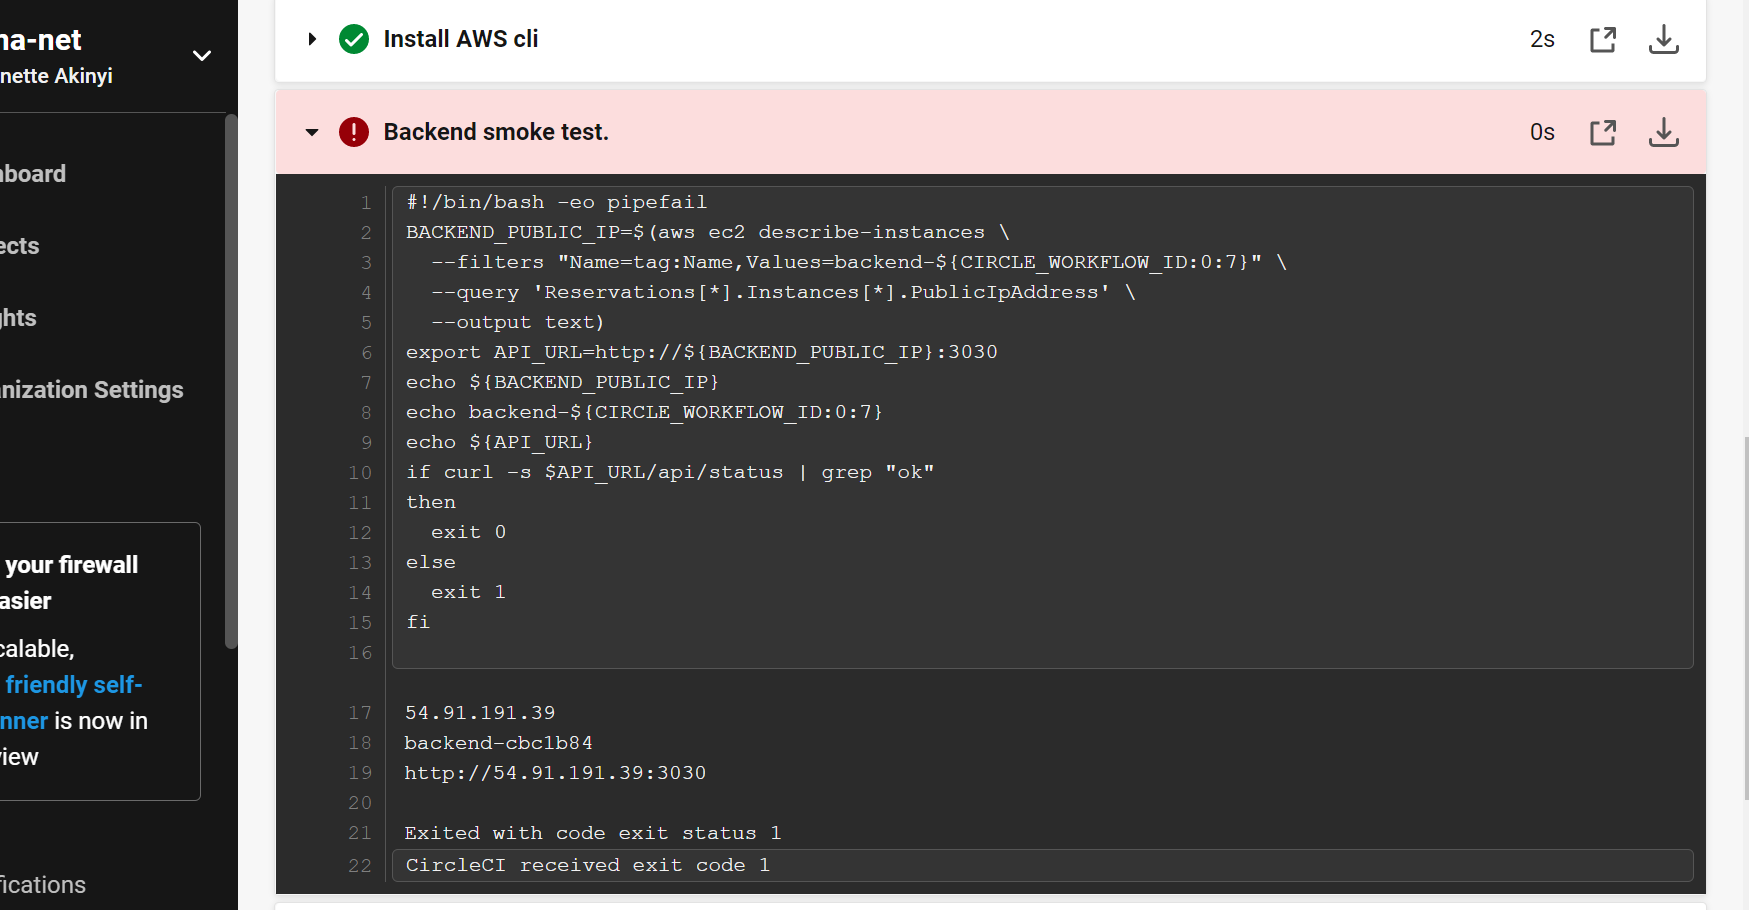 na-net
nette Akinyi
board
ects
ghts
nization Settings
your firewall
asier
calable,
friendly self-
nner is now in
view
fications
Install AWS cli
2s
Backend smoke test.
0s
1 #!/bin/bash -eo pipefail
2 BACKEND_PUBLIC_IP=$(aws ec2 describe-instances \
3 --filters "Name=tag:Name,Values=backend-${CIRCLE_WORKFLOW_ID:0:7}" \
4 --query 'Reservations[*].Instances[*].PublicIpAddress' \
5 --output text)
6 export API_URL=http://${BACKEND_PUBLIC_IP}:3030
7 echo ${BACKEND_PUBLIC_IP}
8 echo backend-${CIRCLE_WORKFLOW_ID:0:7}
9 echo ${API_URL}
10 if curl -s $API_URL/api/status | grep "ok"
11 then
12 exit 0
13 else
14 exit 1
15 fi
16
17 54.91.191.39
18 backend-cbc1b84
19 http://54.91.191.39:3030
20
21 Exited with code exit status 1
22 CircleCI received exit code 1